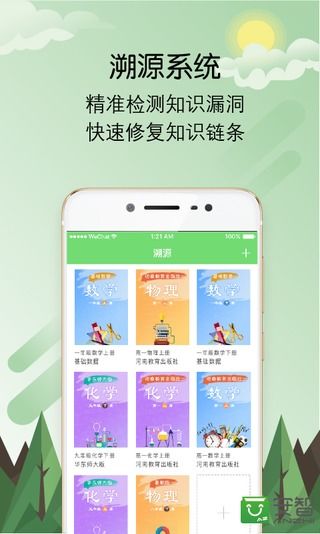 溯源系统
精准检测知识漏洞
快速修复知识链条
WeChat
1:21 AM
100%
溯源
+
数学
物理
数学
一年级数学上册
基础数据
高一物理上册
河南教育出版社
一年级数学下册
基础数据
化学
化学
化学
九年级化学下册
华东师大版
高一化学上册
河南教育出版社
高一化学下册
河南教育出版社
化学
物理
+
安智
ANZHI